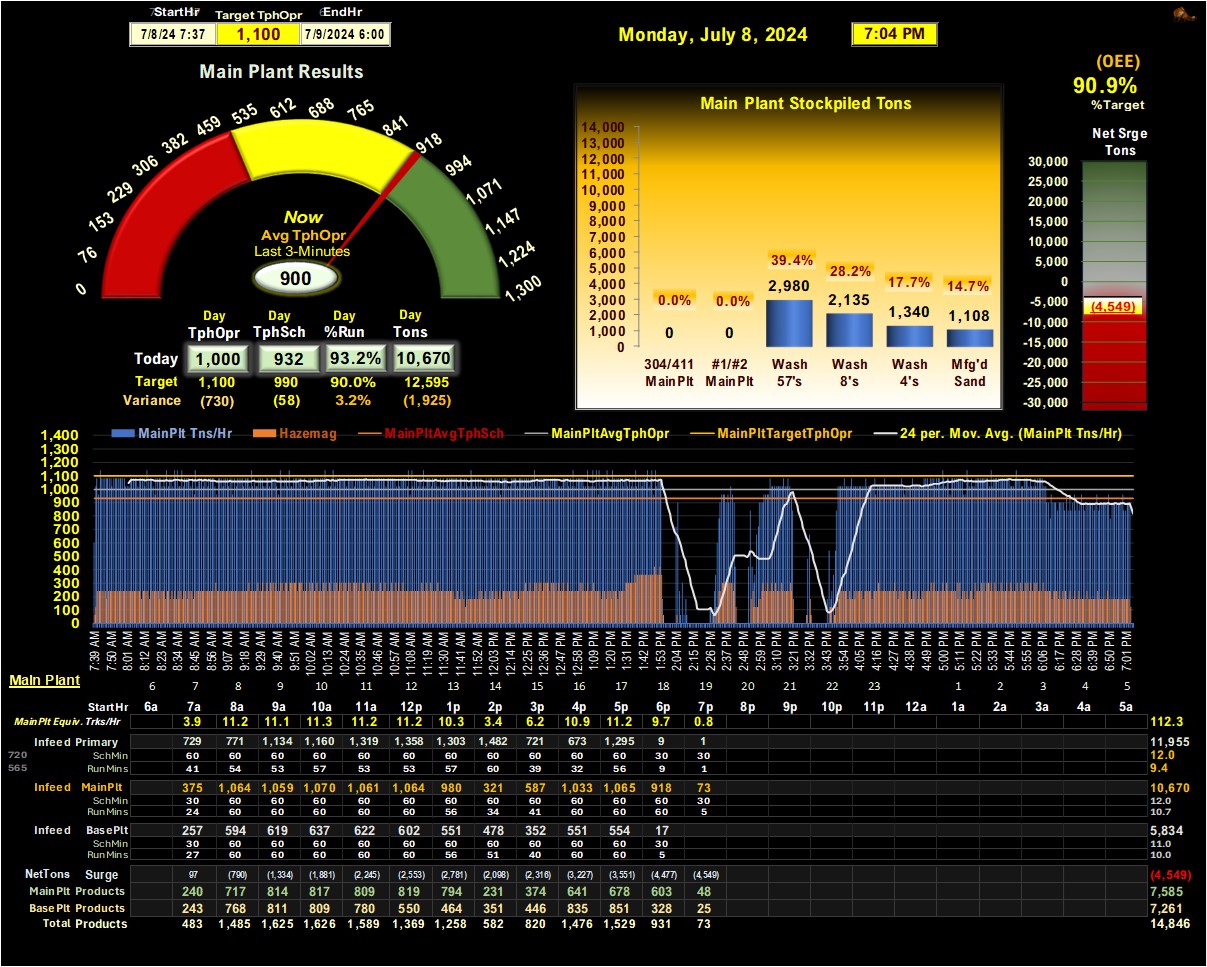 StartHr Target TphOpr EndHr
7/8/24 7:37 1,100 7/9/2024 6:00
Monday, July 8, 2024 7:04 PM
Main Plant Results
(OEE)
90.9%
%Target
0 76 153 229 306 382 459 535 612 688 765 841 918 994 1,071 1,147 1,224 1,300
Now
Avg TphOpr
Last 3-Minutes
900
Day Day Day Day
TphOpr TphSch %Run Tons
Today 1,000 932 93.2% 10,670
Target 1,100 990 90.0% 12,595
Variance (730) (58) 3.2% (1,925)
Main Plant Stockpiled Tons
14,000
13,000
12,000
11,000
10,000
9,000
8,000
7,000
6,000
5,000
4,000
3,000
2,000
1,000
0
0.0% 0.0% 39.4% 28.2% 17.7% 14.7%
0 0 2,980 2,135 1,340 1,108
304/411 #1/#2 Wash Wash Wash Mfg'd
MainPlt MainPlt 57's 8's 4's Sand
Net Srge
Tons
30,000
25,000
20,000
15,000
10,000
5,000
0
-5,000
(4,549)
-10,000
-15,000
-20,000
-25,000
-30,000
MainPlt Tns/Hr Hazemag MainPltAvgTphSch MainPltAvgTphOpr MainPltTargetTphOpr 24 per. Mov. Avg. (MainPlt Tns/Hr)
1,400
1,300
1,200
1,100
1,000
900
800
700
600
500
400
300
200
100
0
7:39 AM 7:50 AM 8:01 AM 8:12 AM 8:23 AM 8:34 AM 8:45 AM 8:56 AM 9:07 AM 9:18 AM 9:29 AM 9:40 AM 9:51 AM 10:02 AM 10:13 AM 10:24 AM 10:35 AM 10:46 AM 10:57 AM 11:08 AM 11:19 AM 11:30 AM 11:41 AM 11:52 AM 12:03 PM 12:14 PM 12:25 PM 12:36 PM 12:47 PM 12:58 PM 1:09 PM 1:20 PM 1:31 PM 1:42 PM 1:53 PM 2:04 PM 2:15 PM 2:26 PM 2:37 PM 2:48 PM 2:59 PM 3:10 PM 3:21 PM 3:32 PM 3:43 PM 3:54 PM 4:05 PM 4:16 PM 4:27 PM 4:38 PM 4:49 PM 5:00 PM 5:11 PM 5:22 PM 5:33 PM 5:44 PM 5:55 PM 6:06 PM 6:17 PM 6:28 PM 6:39 PM 6:50 PM 7:01 PM
Main Plant 6 7 8 9 10 11 12 13 14 15 16 17 18 19 20 21 22 23 1 2 3 4 5
StartHr 6a 7a 8a 9a 10a 11a 12p 1p 2p 3p 4p 5p 6p 7p 8p 9p 10p 11p 12a 1a 2a 3a 4a 5a
MainPlt Equiv. Trks/Hr 3.9 11.2 11.1 11.3 11.2 11.2 10.3 3.4 6.2 10.9 11.2 9.7 0.8 112.3
Infeed Primary 729 771 1,134 1,160 1,319 1,358 1,303 1,482 721 673 1,295 9 1 11,955
720 SchMin 60 60 60 60 60 60 60 60 60 60 60 30 30 12.0
565 RunMins 41 54 53 57 53 53 57 60 39 32 56 9 1 9.4
Infeed MainPlt 375 1,064 1,059 1,070 1,061 1,064 980 321 587 1,033 1,065 918 73 10,670
SchMin 30 60 60 60 60 60 60 60 60 60 60 60 30 12.0
RunMins 24 60 60 60 60 60 56 34 41 60 60 60 5 10.7
Infeed BasePlt 257 594 619 637 622 602 551 478 352 551 554 17 5,834
SchMin 30 60 60 60 60 60 60 60 60 60 60 30 11.0
RunMins 27 60 60 60 60 60 56 51 40 60 60 5 10.0
NetTons Surge 97 (790) (1,334) (1,881) (2,245) (2,553) (2,781) (2,098) (2,316) (3,227) (3,551) (4,477) (4,549) (4,549)
MainPlt Products 240 717 814 817 809 819 794 231 374 641 678 603 48 7,585
BasePlt Products 243 768 811 809 780 550 464 351 446 835 851 328 25 7,261
Total Products 483 1,485 1,625 1,626 1,589 1,369 1,258 582 820 1,476 1,529 931 73 14,846